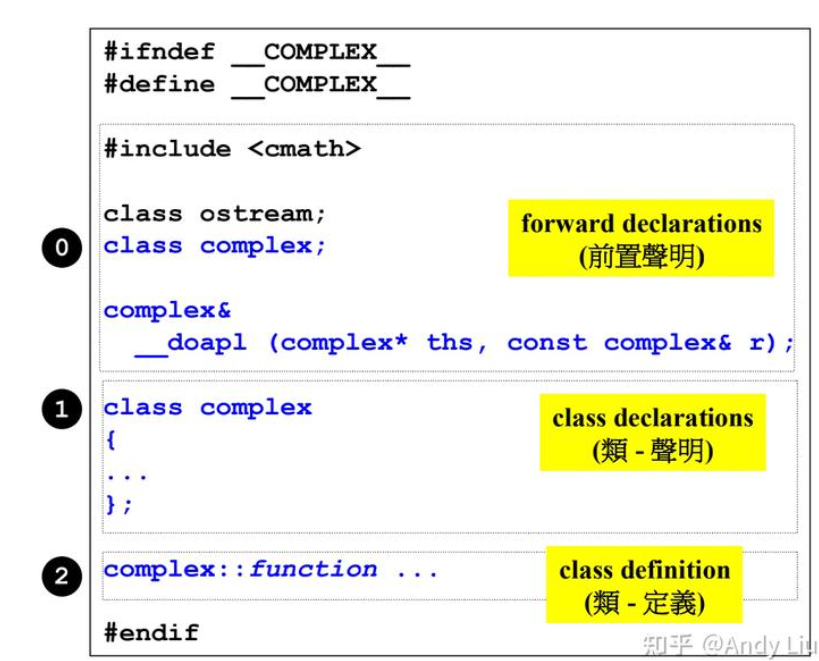 #ifndef __COMPLEX__
#define __COMPLEX__
#include <cmath>
class ostream;
class complex;
complex&
__doapl (complex* ths, const complex& r);
0
forward declarations
(前置聲明)
1
class complex
{
...
};
class declarations
(類 - 聲明)
2
complex::function ...
class definition
(類 - 定義)
#endif
知乎 @Andy Liu